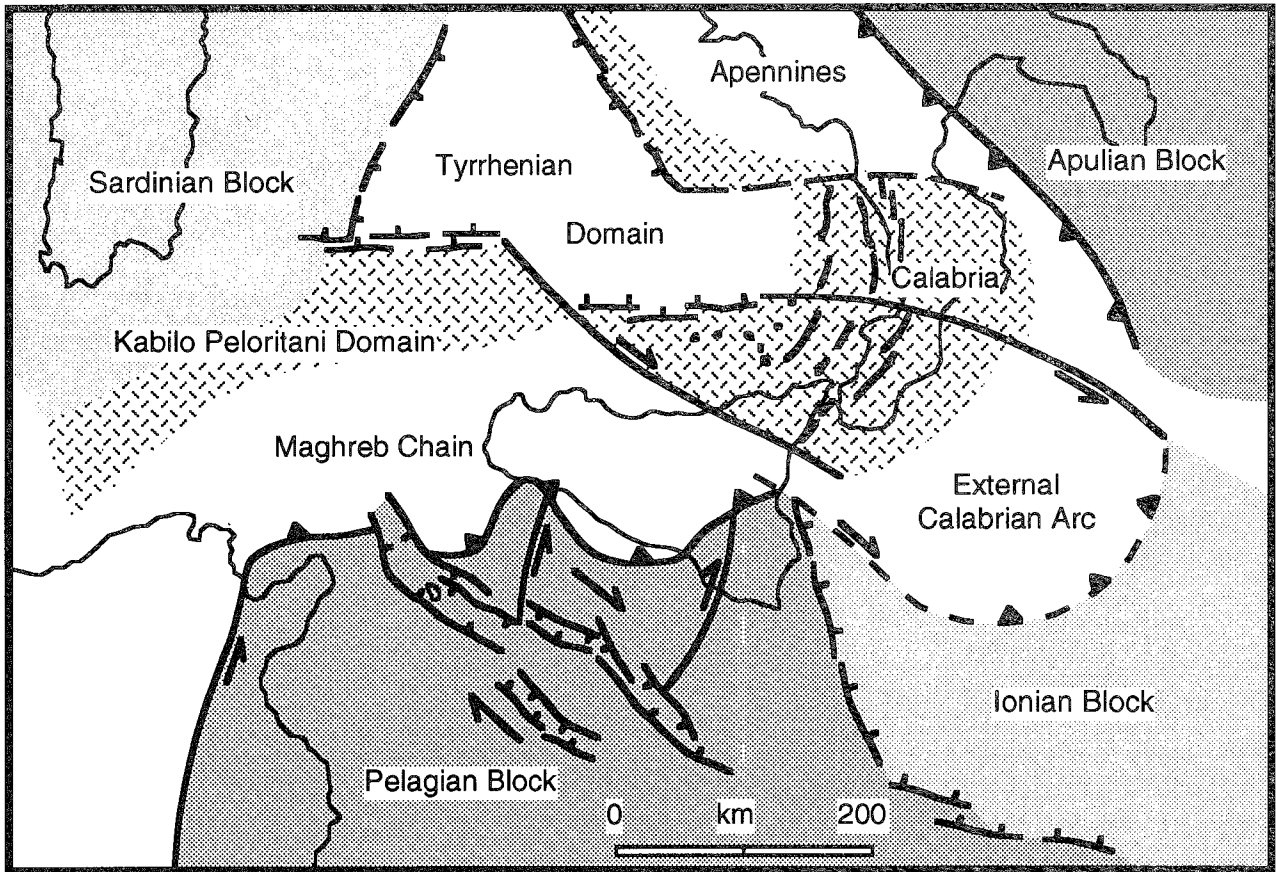 Apennines
Tyrrhenian
Apulian Block
Sardinian Block
Domain
Calabria
Kabilo Peloritani Domain
Maghreb Chain
External
Calabrian Arc
Ionian Block
Pelagian Block
0 km 200